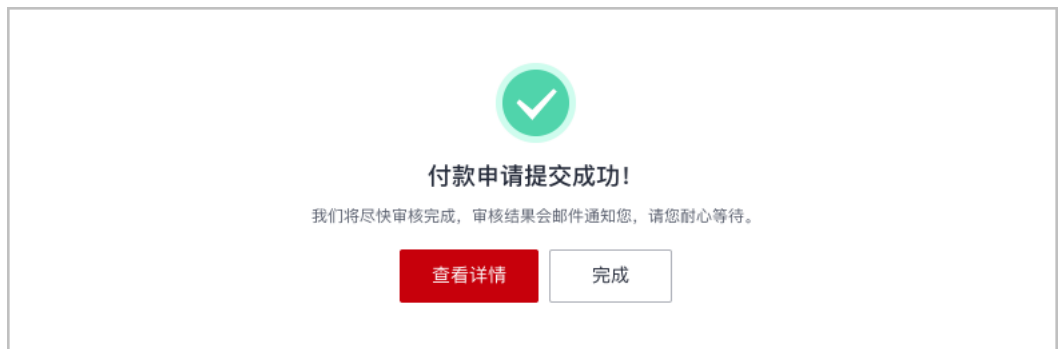 付款申请提交成功!
我们将尽快审核完成，审核结果会邮件通知您，请您耐心等待。
查看详情
完成